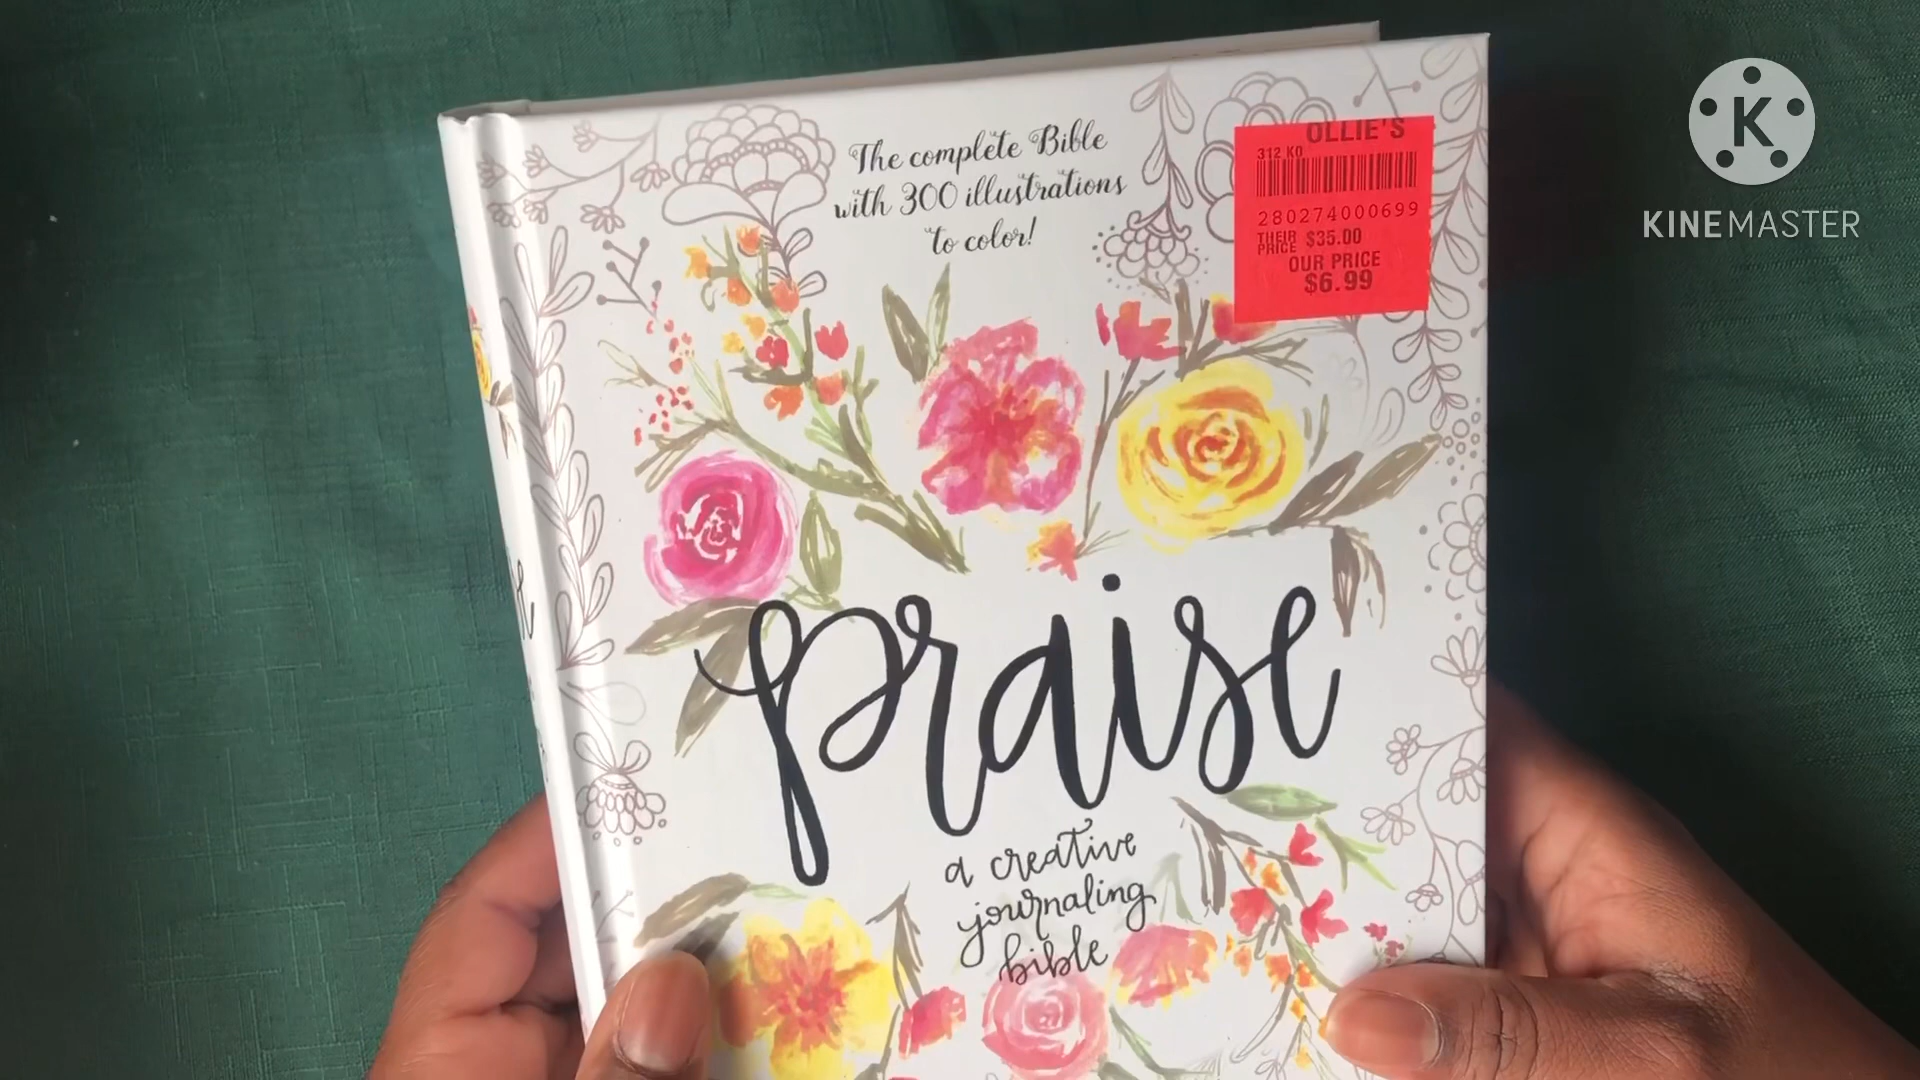 The complete Bible
with 300 illustrations
to color!
OLLIE'S
312 KO
280274000699
THEIR PRICE $35.00
OUR PRICE
$6.99
K
KINEMASTER
praise
a creative
journaling
bible